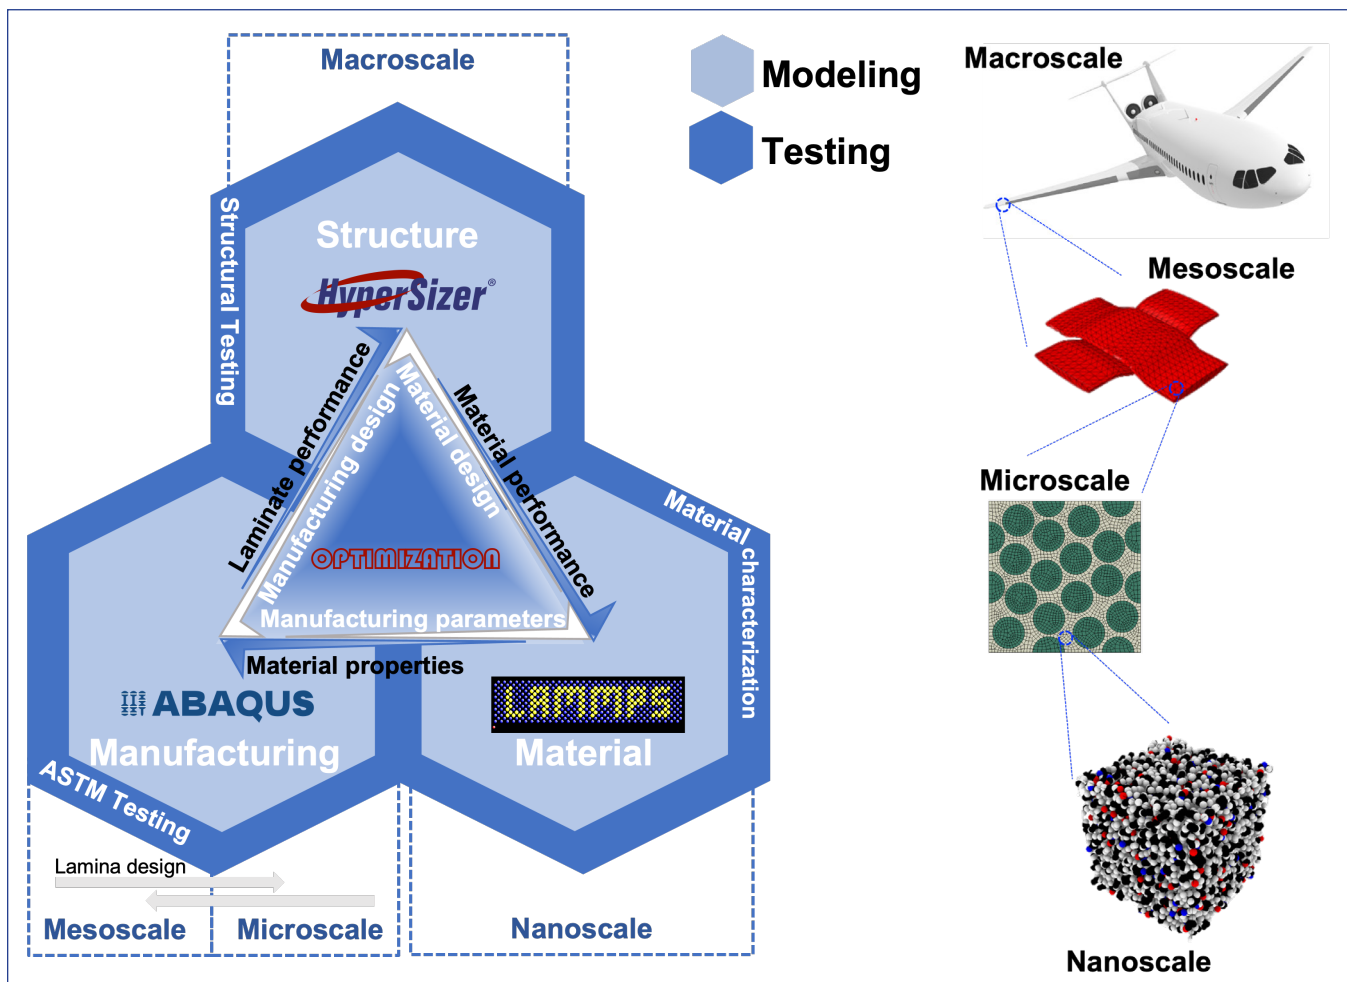 Macroscale
Modeling
Testing
Structural Testing
Structure
HyperSizer®
Laminate performance
Manufacturing design
Material design
Material performance
OPTIMIZATION
Manufacturing parameters
Material properties
Material characterization
ABAQUS
Manufacturing
ASTM Testing
LAMMPS
Material
Lamina design
Mesoscale
Microscale
Nanoscale
Macroscale
Mesoscale
Microscale
Nanoscale